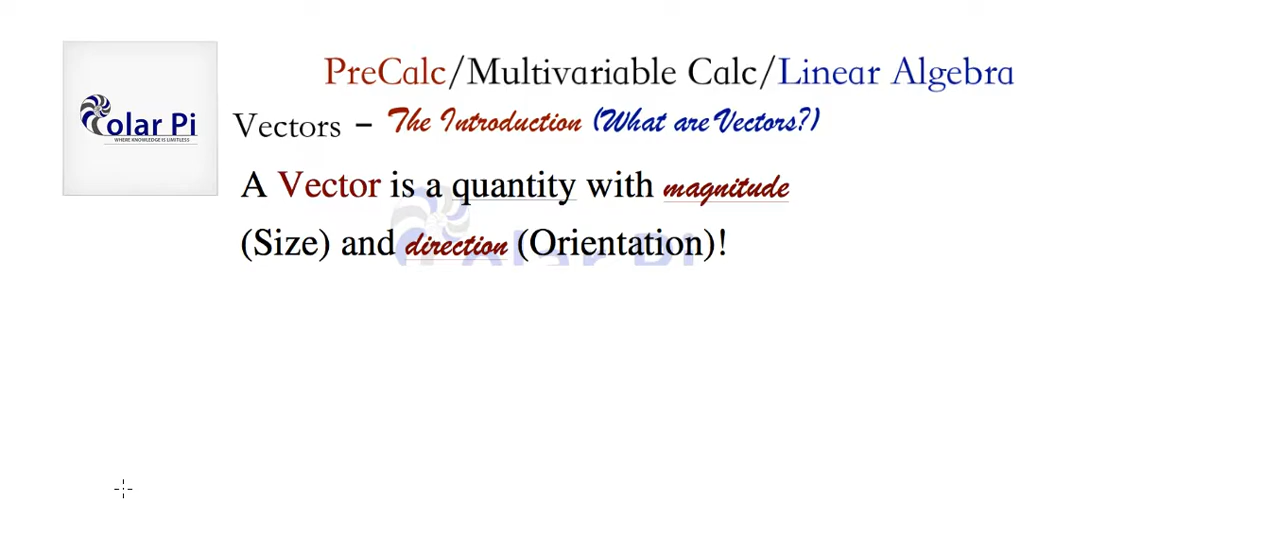 PreCalc/Multivariable Calc/Linear Algebra
olar Pi
WHERE KNOWLEDGE IS LIMITLESS
Vectors – The Introduction (What are Vectors?)
A Vector is a quantity with magnitude
(Size) and direction (Orientation)!